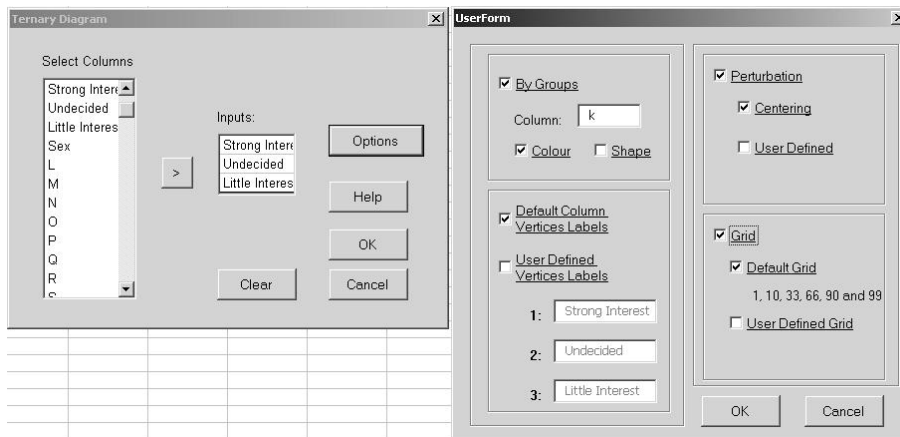 Ternary Diagram
Select Columns
Strong Inter
Undecided
Little Interes
Sex
L
M
N
O
P
Q
R
S
>
Inputs:
Strong Intere
Undecided
Little Interes
Options
Help
OK
Clear
Cancel
UserForm
By Groups
Column: k
Colour Shape
Default Column
Vertices Labels
User Defined
Vertices Labels
1: Strong Interest
2: Undecided
3: Little Interest
Perturbation
Centering
User Defined
Grid
Default Grid
1, 10, 33, 66, 90 and 99
User Defined Grid
OK Cancel